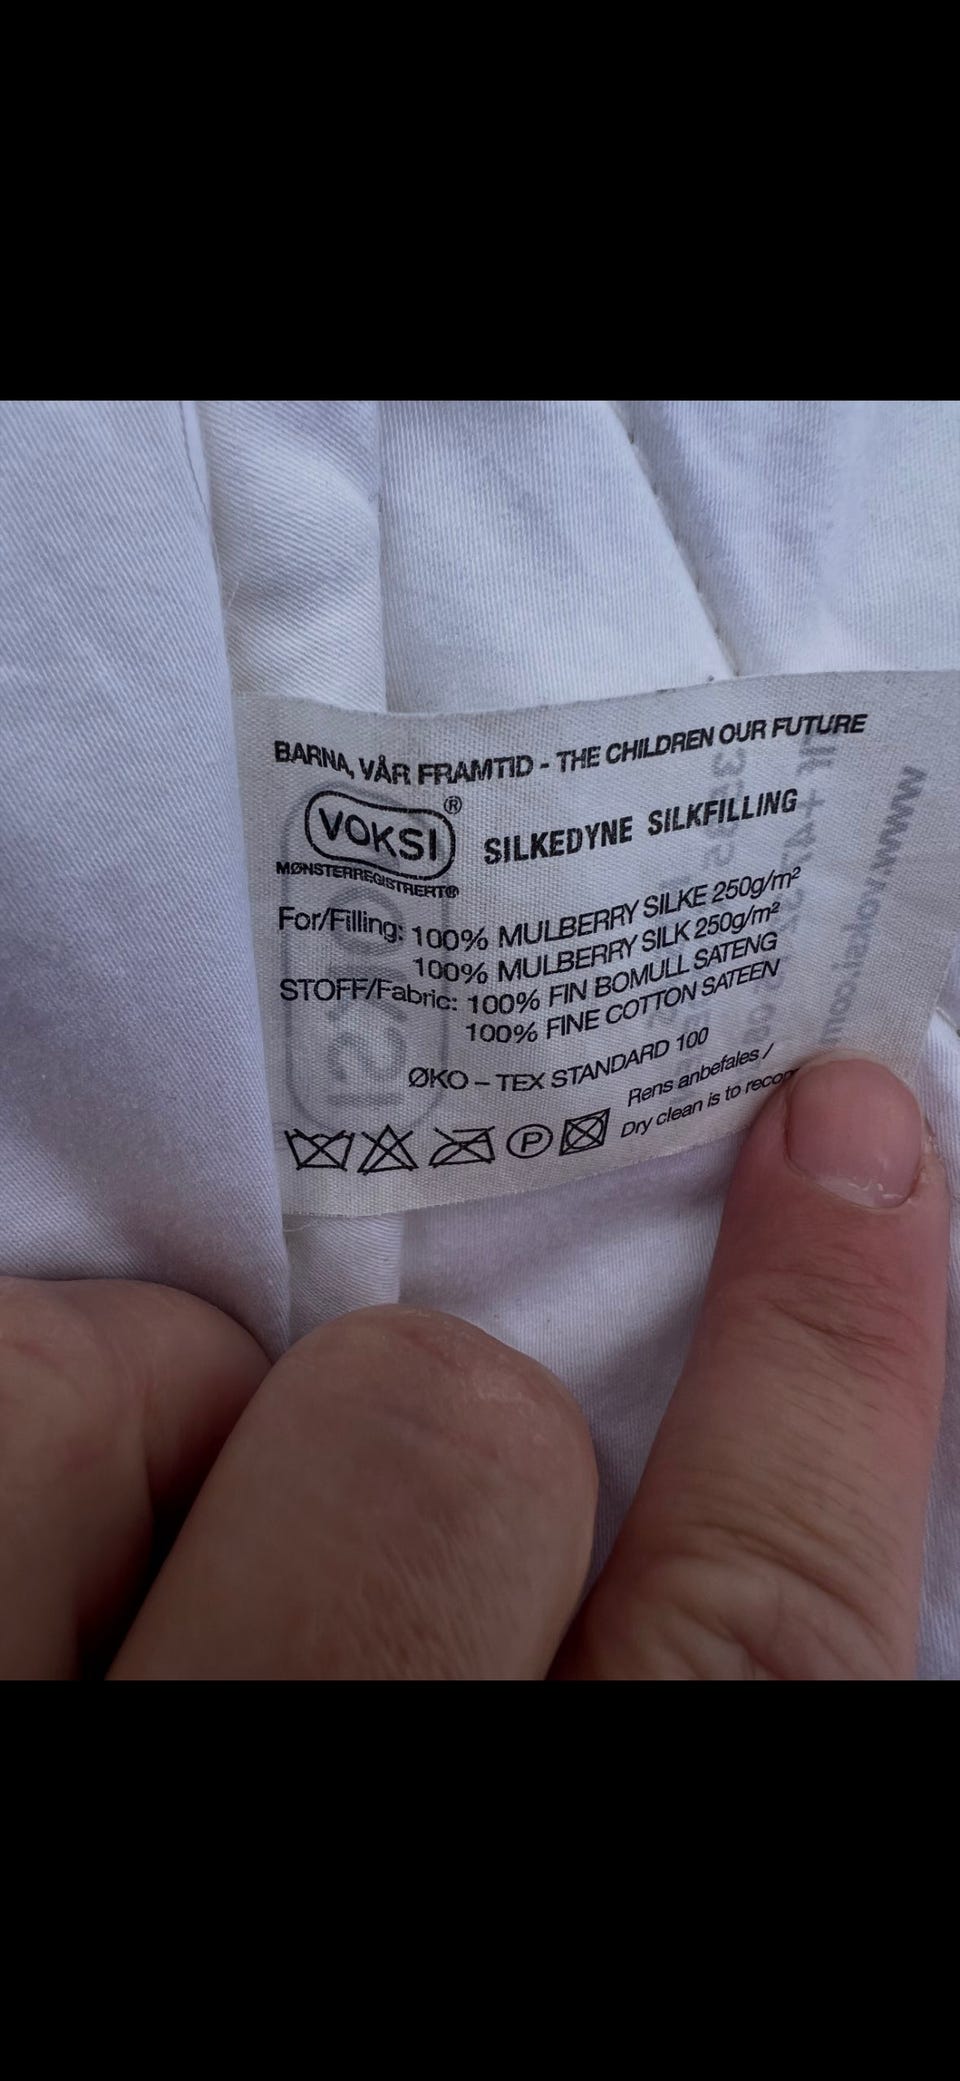 BARNA, VÅR FRAMTID - THE CHILDREN OUR FUTURE
VOKSI ®
MØNSTERREGISTRERT®
SILKEDYNE SILKFILLING
For/Filling: 100% MULBERRY SILKE 250g/m²
100% MULBERRY SILK 250g/m²
STOFF/Fabric: 100% FIN BOMULL SATENG
100% FINE COTTON SATEEN
ØKO – TEX STANDARD 100
P
Rens anbefales /
Dry clean is to